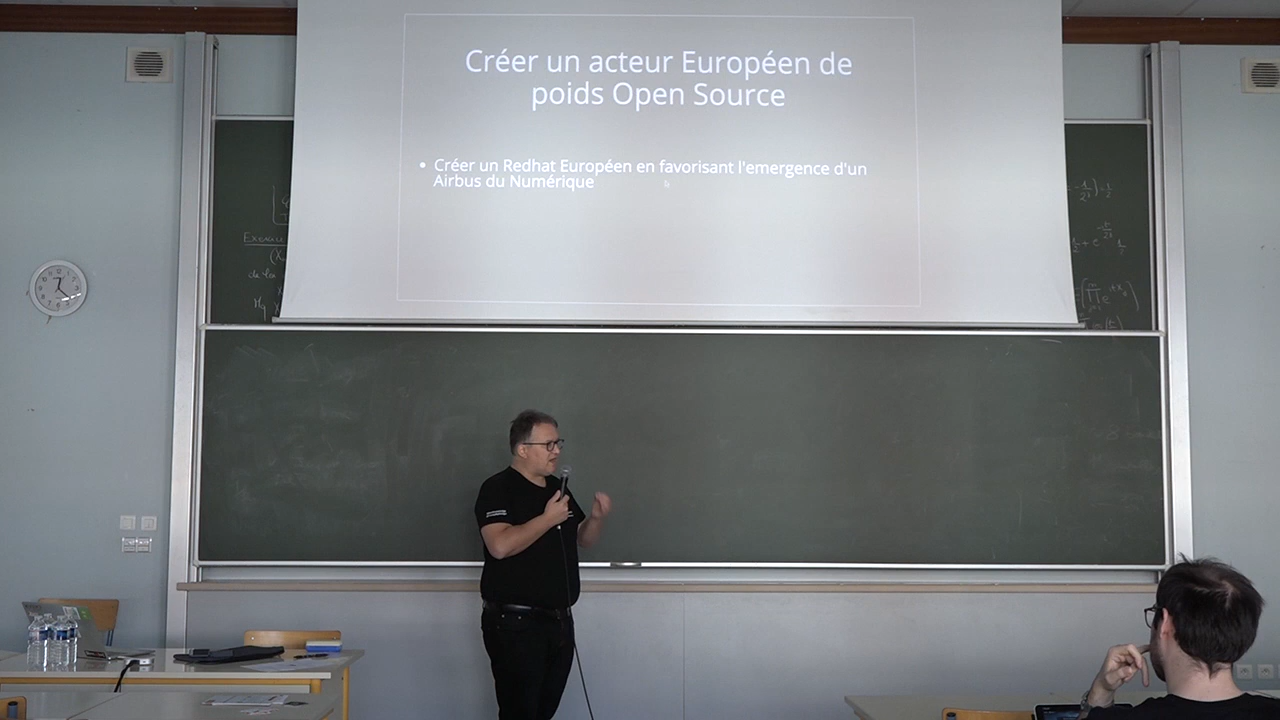 Créer un acteur Européen de
poids Open Source
• Créer un Redhat Européen en favorisant l'emergence d'un
Airbus du Numérique